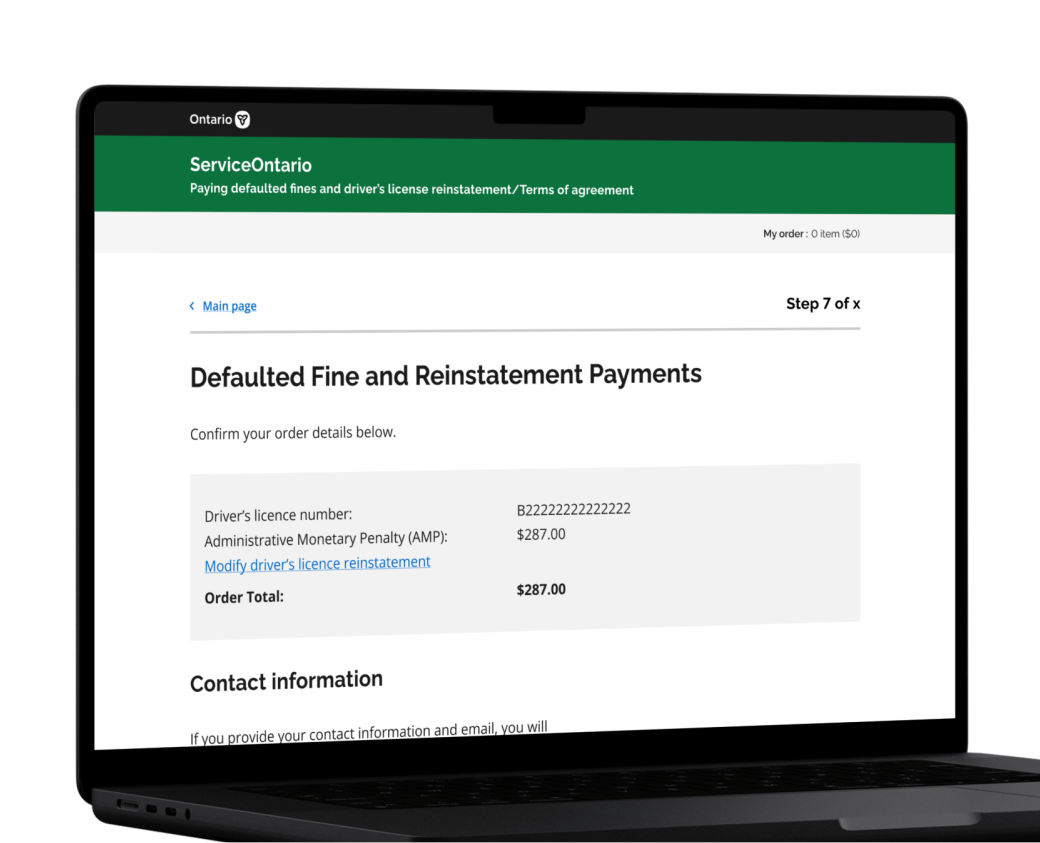 Ontario
ServiceOntario
Paying defaulted fines and driver's license reinstatement/Terms of agreement
My order : 0 item ($0)
< Main page
Step 7 of x
Defaulted Fine and Reinstatement Payments
Confirm your order details below.
Driver's licence number: B22222222222222
Administrative Monetary Penalty (AMP): $287.00
Modify driver's licence reinstatement
Order Total: $287.00
Contact information
If you provide your contact information and email, you will